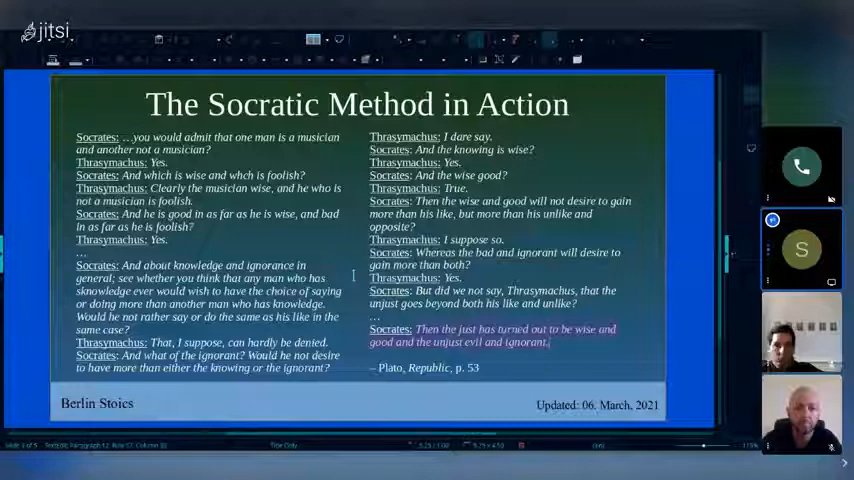 jitsi
The Socratic Method in Action
Socrates: …you would admit that one man is a musician
and another not a musician?
Thrasymachus: Yes.
Socrates: And which is wise and whch is foolish?
Thrasymachus: Clearly the musician wise, and he who is
not a musician is foolish.
Socrates: And he is good in as far as he is wise, and bad
in as far as he is foolish?
Thrasymachus: Yes.
…
Socrates: And about knowledge and ignorance in
general; see whether you think that any man who has
sknowledge ever would wish to have the choice of saying
or doing more than another man who has knowledge.
Would he not rather say or do the same as his like in the
same case?
Thrasymachus: That, I suppose, can hardly be denied.
Socrates: And what of the ignorant? Would he not desire
to have more than either the knowing or the ignorant?
Thrasymachus: I dare say.
Socrates: And the knowing is wise?
Thrasymachus: Yes.
Socrates: And the wise good?
Thrasymachus: True.
Socrates: Then the wise and good will not desire to gain
more than his like, but more than his unlike and
opposite?
Thrasymachus: I suppose so.
Socrates: Whereas the bad and ignorant will desire to
gain more than both?
Thrasymachus: Yes.
Socrates: But did we not say, Thrasymachus, that the
unjust goes beyond both his like and unlike?
…
Socrates: Then the just has turned out to be wise and
good and the unjust evil and ignorant.
– Plato, Republic, p. 53
Berlin Stoics
Updated: 06. March, 2021
S
Title Only